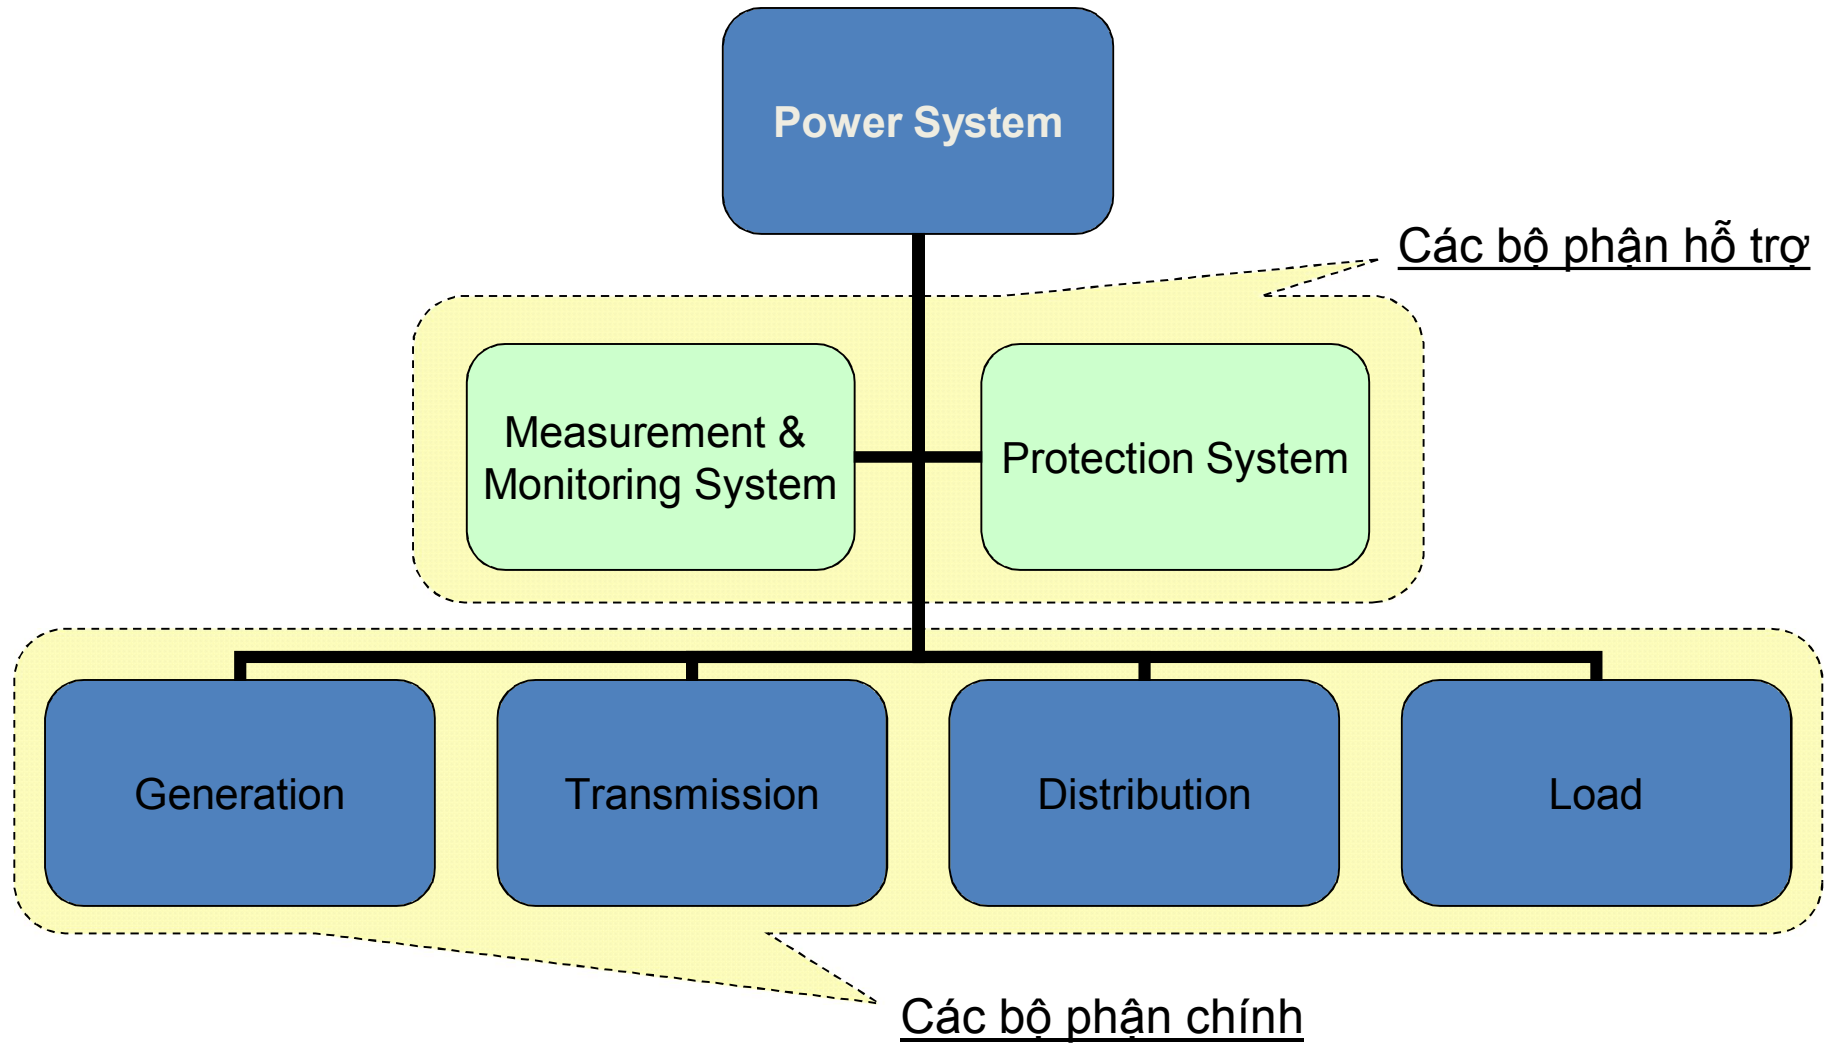 Power System
Các bộ phận hỗ trợ
Measurement &
Monitoring System
Protection System
Generation
Transmission
Distribution
Load
Các bộ phận chính